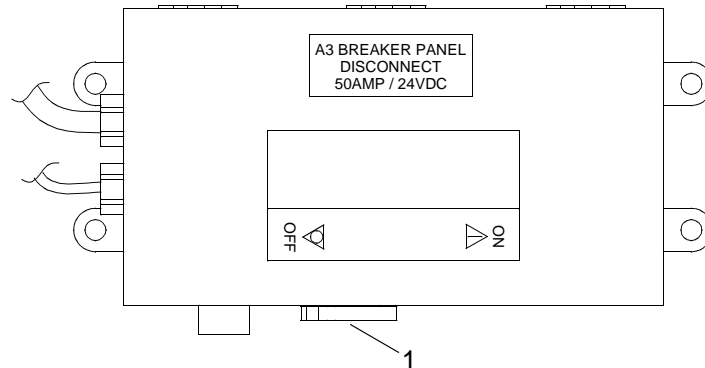 A3 BREAKER PANEL
DISCONNECT
50AMP / 24VDC
OFF
ON
1